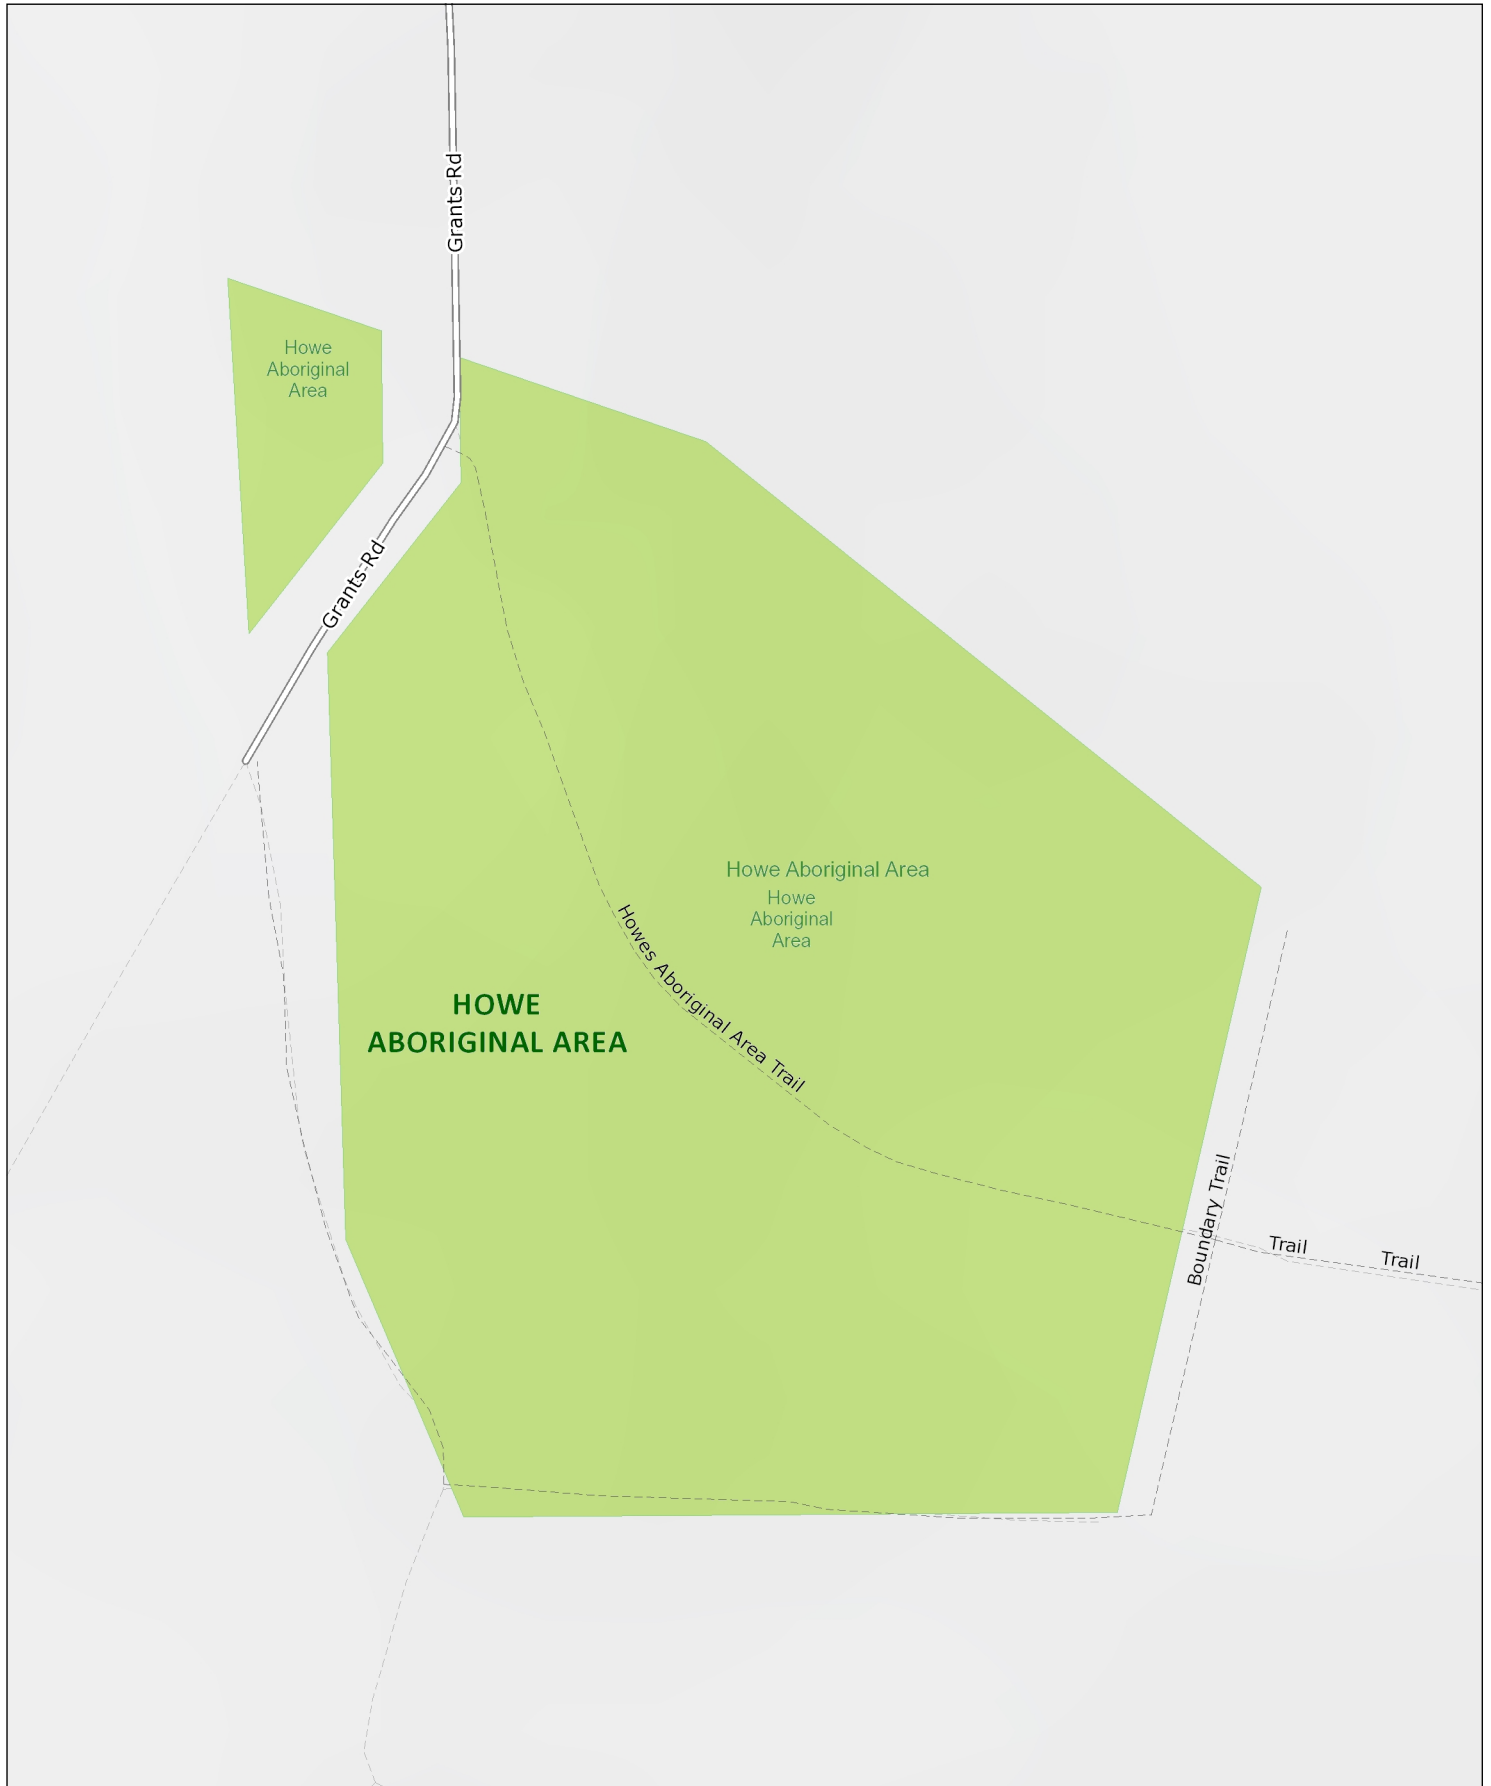 Grants Rd
Howe
Aboriginal
Area
Grants Rd
Howe Aboriginal Area
Howe
Aboriginal
Area
Howes Aboriginal Area Trail
HOWE
ABORIGINAL AREA
Boundary Trail
Trail
Trail